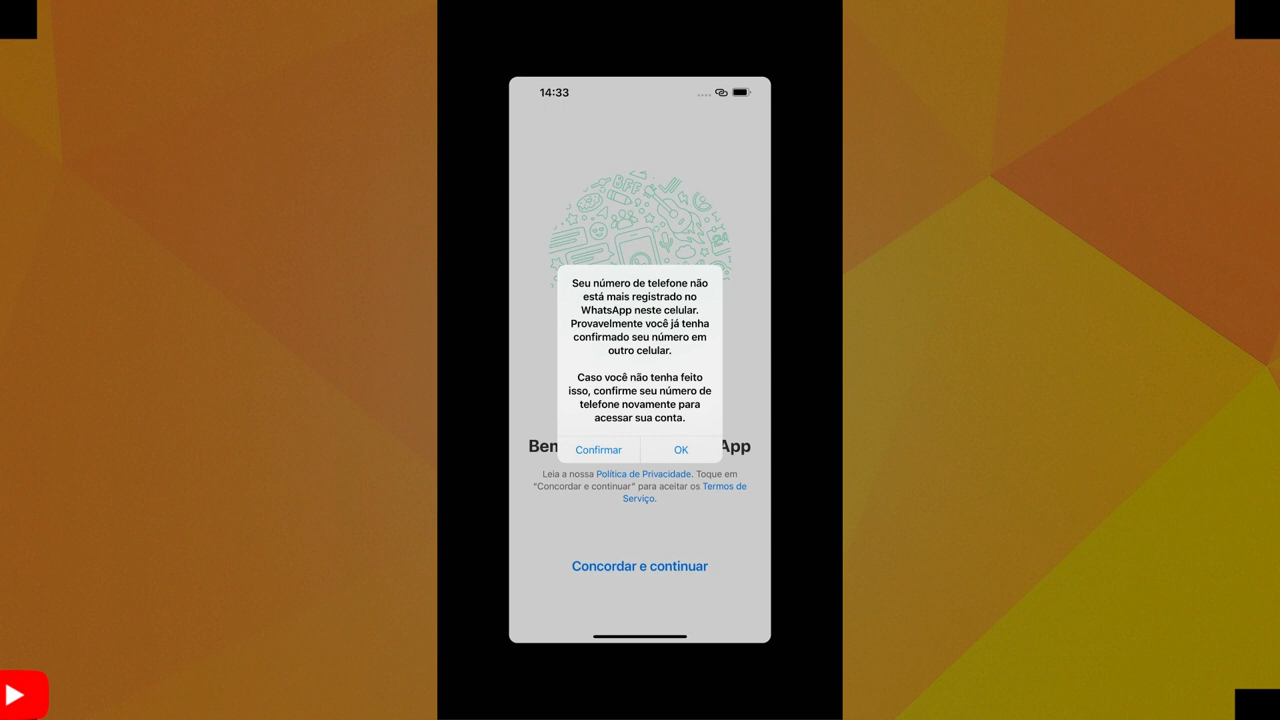 14:33
BFF
24
Seu número de telefone não
está mais registrado no
WhatsApp neste celular.
Provavelmente você já tenha
confirmado seu número em
outro celular.
Caso você não tenha feito
isso, confirme seu número de
telefone novamente para
acessar sua conta.
Ben App
Confirmar OK
Leia a nossa Política de Privacidade. Toque em
“Concordar e continuar” para aceitar os Termos de
Serviço.
Concordar e continuar